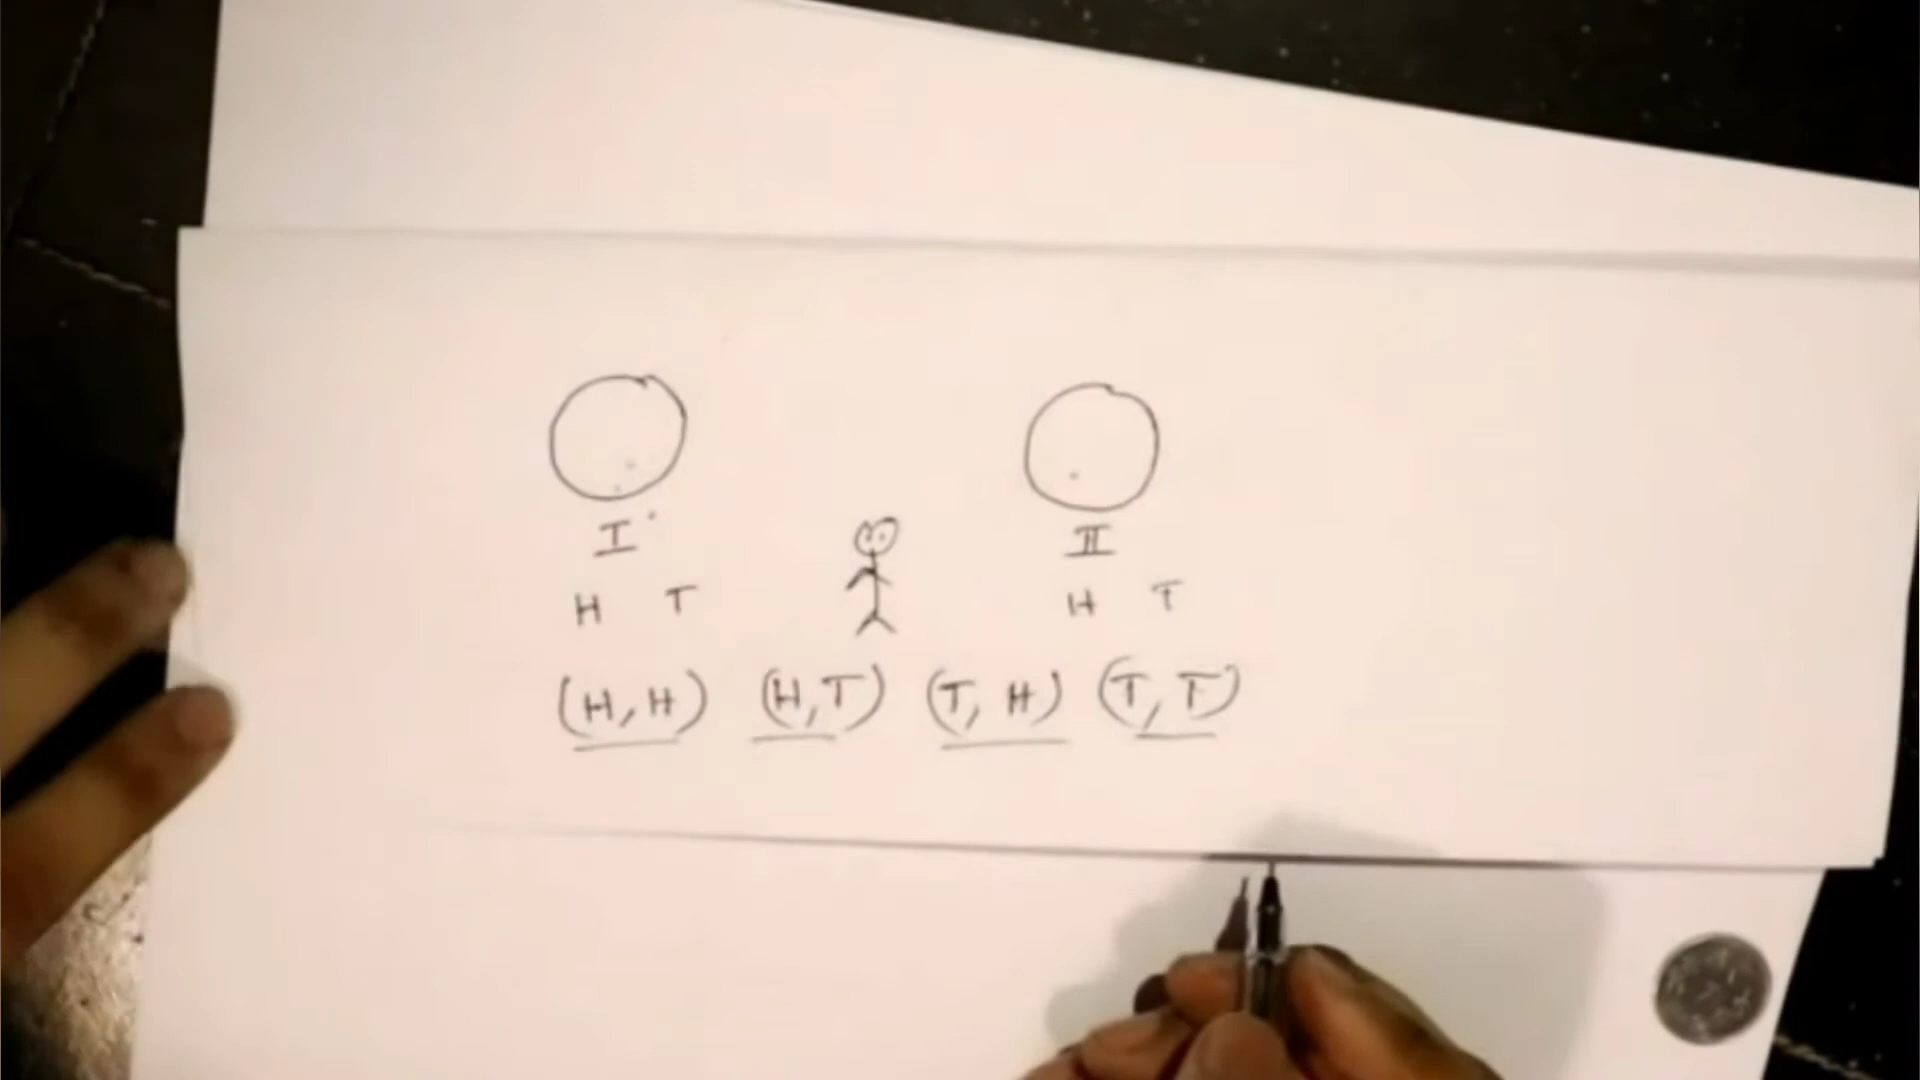 I II
H T H T
(H,H) (H,T) (T,H) (T,T)